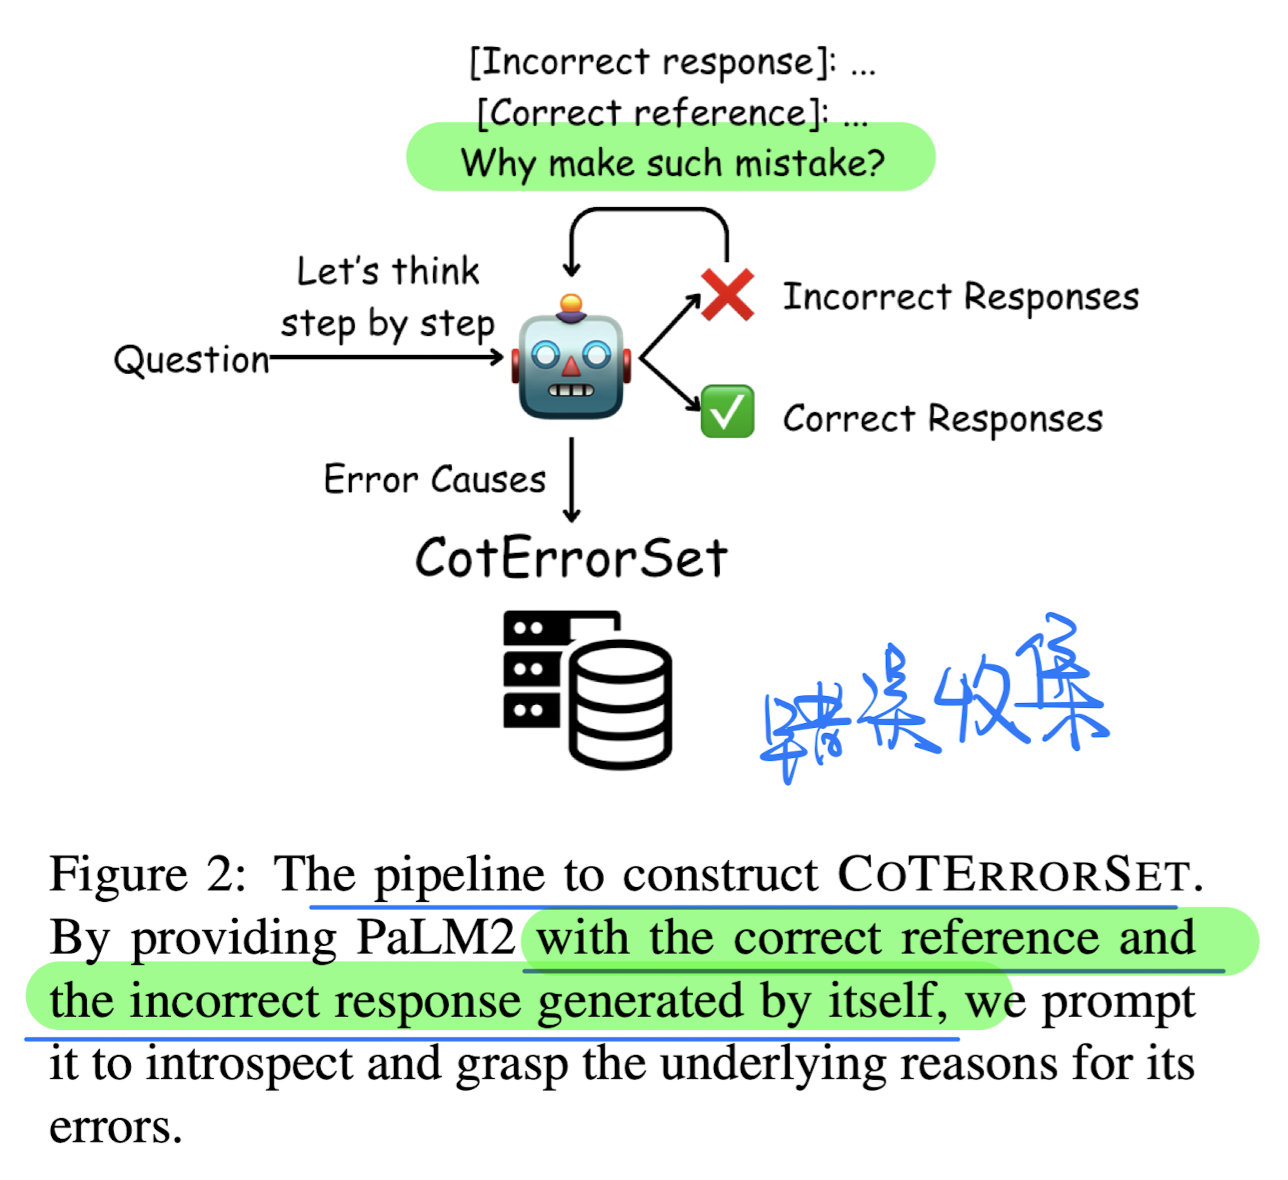 [Incorrect response]: ...
[Correct reference]: ...
Why make such mistake?
Let's think
step by step
Question
Incorrect Responses
Correct Responses
Error Causes
CotErrorSet
错误收集
Figure 2: The pipeline to construct COTERRORSET.
By providing PaLM2 with the correct reference and
the incorrect response generated by itself, we prompt
it to introspect and grasp the underlying reasons for its
errors.